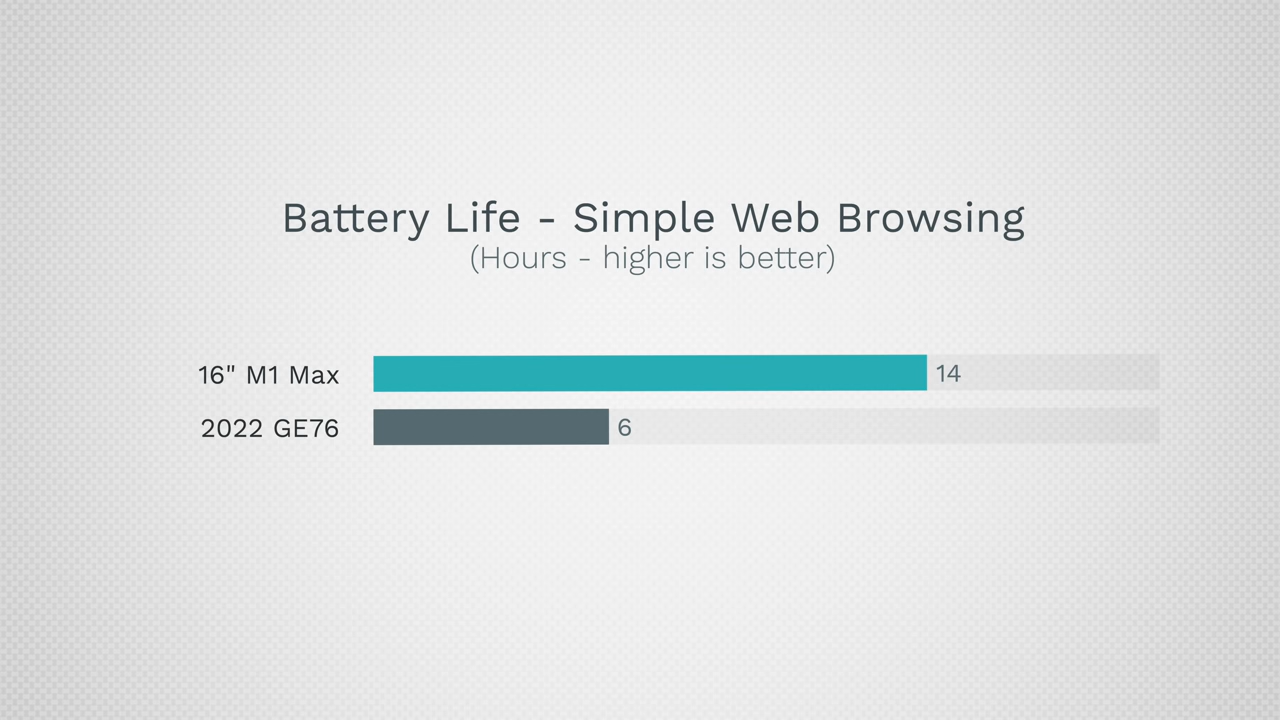 Battery Life - Simple Web Browsing
(Hours - higher is better)
16" M1 Max 14
2022 GE76 6